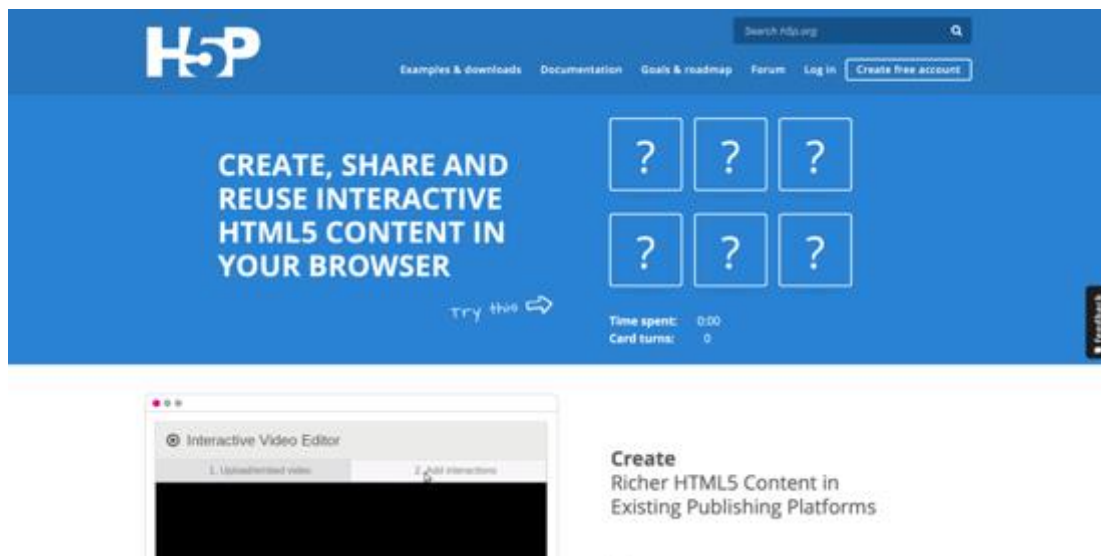 H5P
Search h5p.org
Examples & downloads Documentation Goals & roadmap Forum Log in Create free account
CREATE, SHARE AND
REUSE INTERACTIVE
HTML5 CONTENT IN
YOUR BROWSER
Try this
? ? ?
? ? ?
Time spent: 0:00
Card turns: 0
feedback
Interactive Video Editor
1. Upload/embed video 2. Add interactions
Create
Richer HTML5 Content in
Existing Publishing Platforms